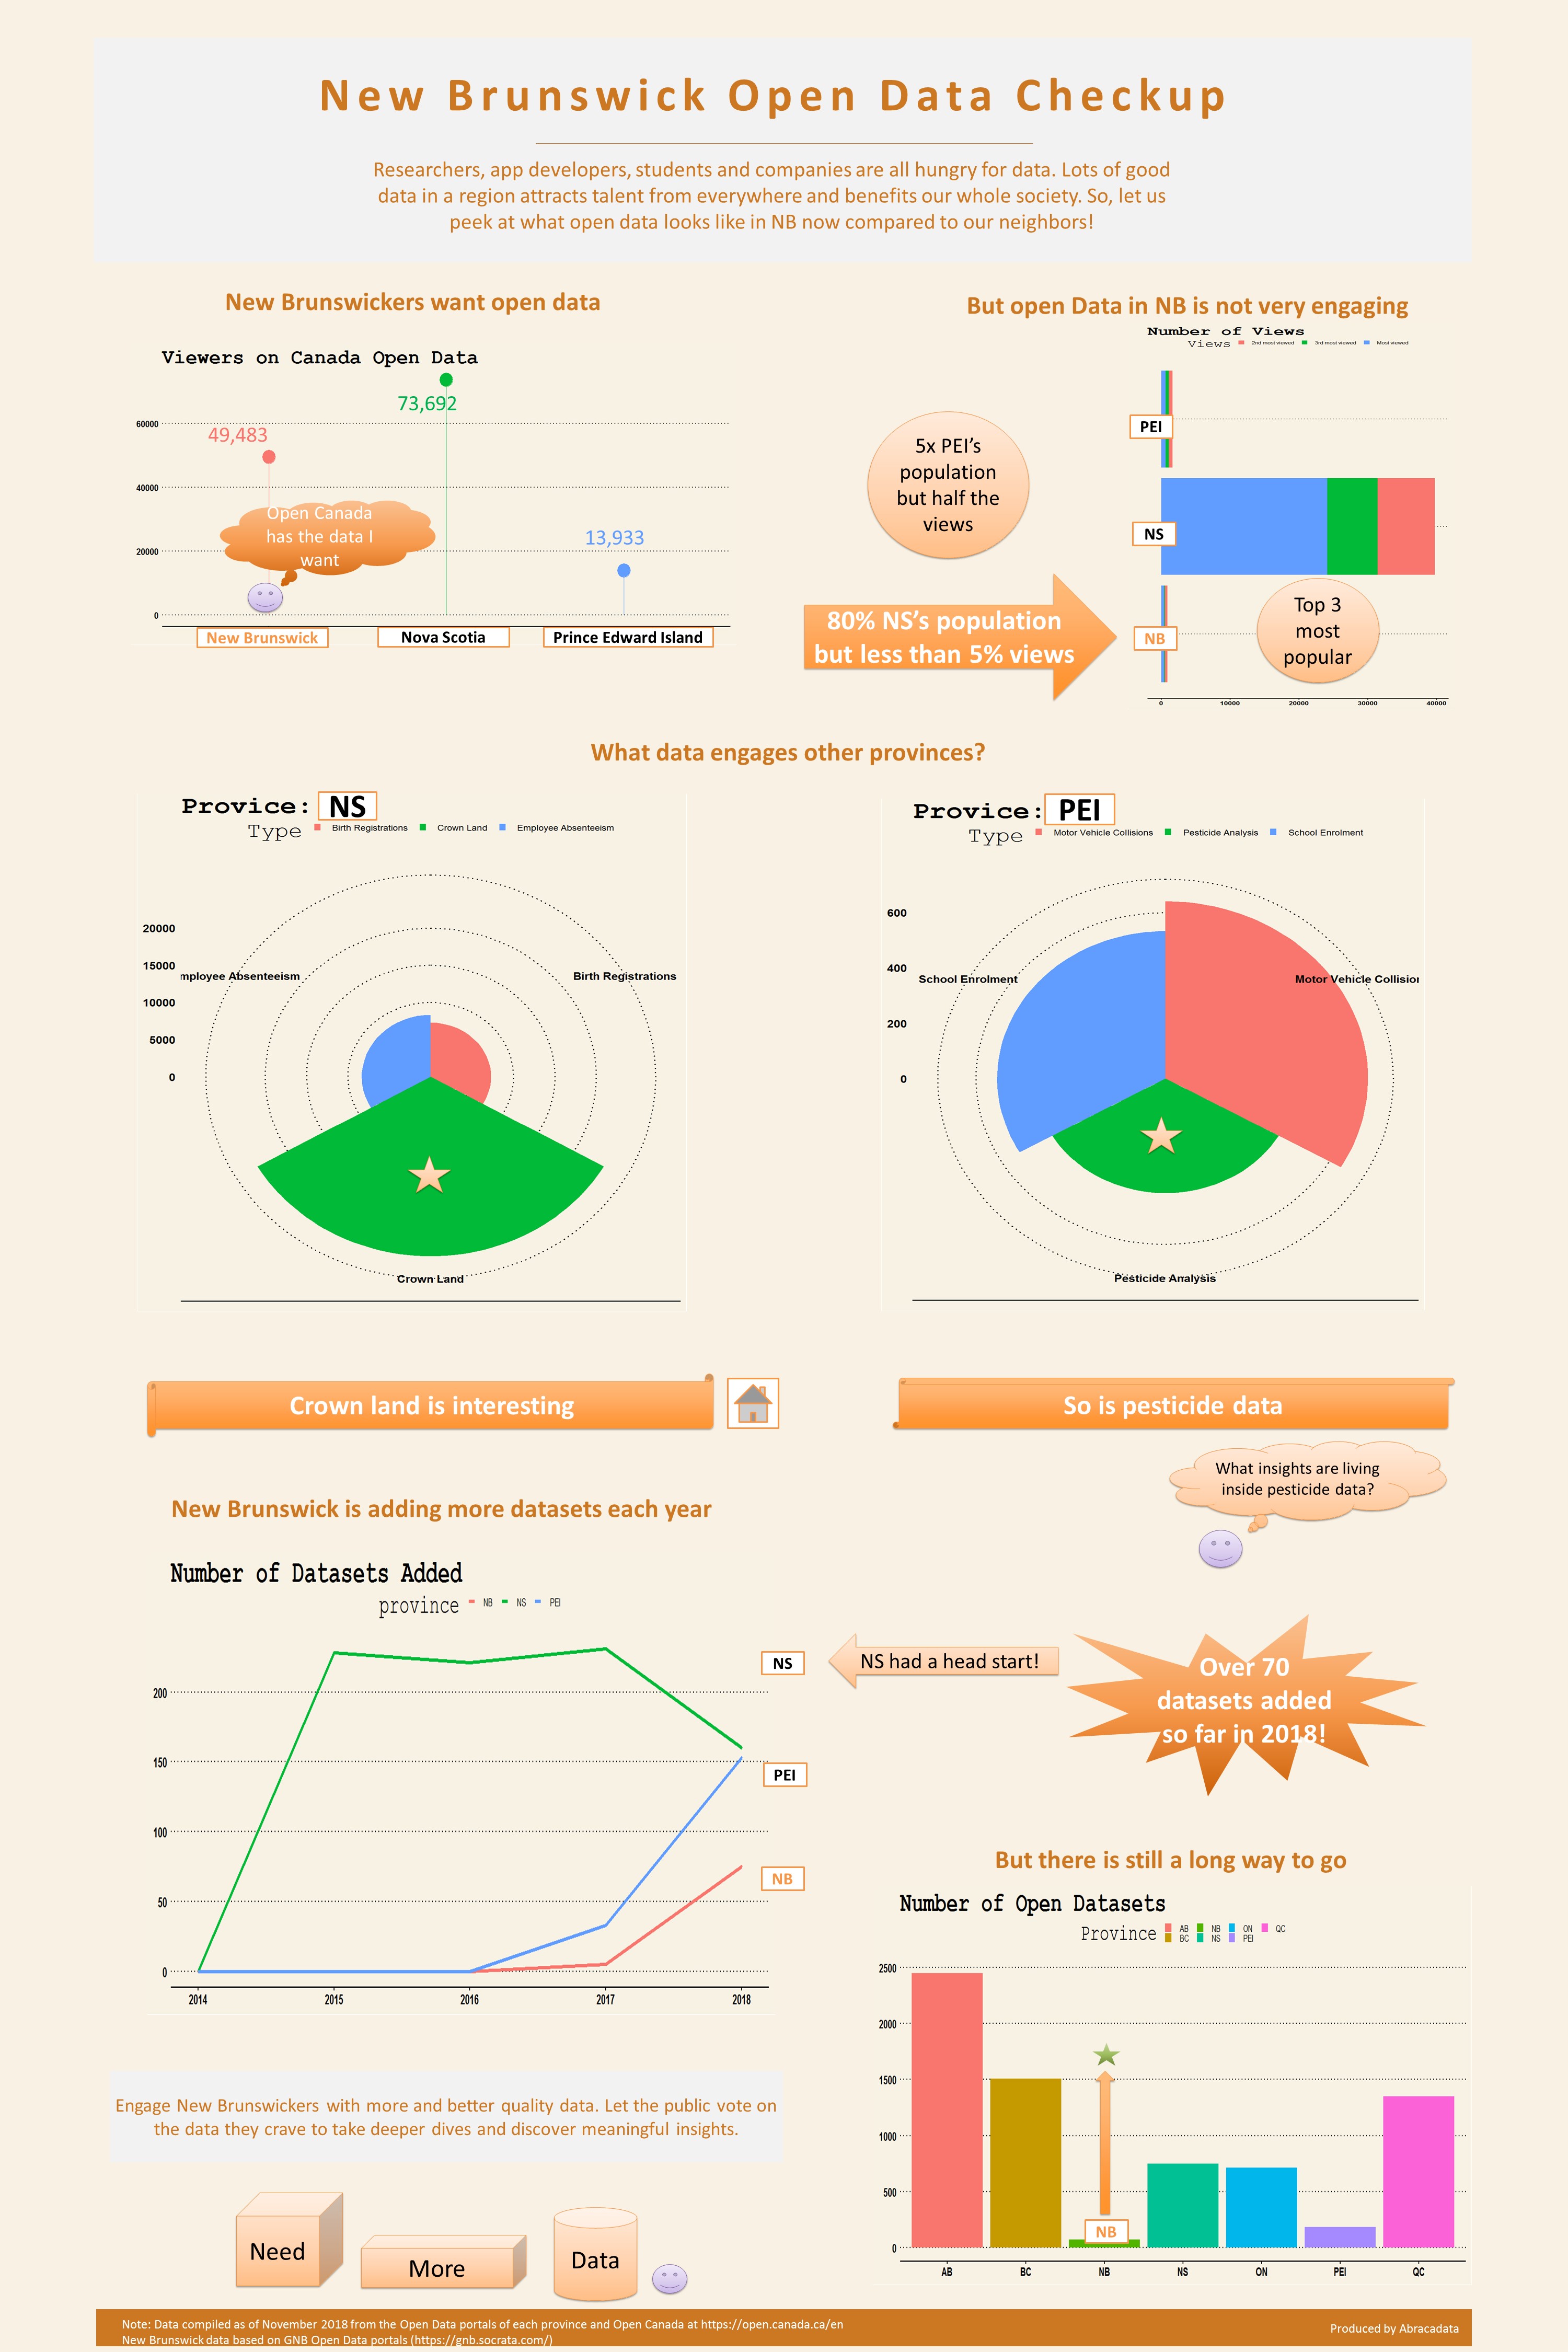 New Brunswick Open Data Checkup
Researchers, app developers, students and companies are all hungry for data. Lots of good
data in a region attracts talent from everywhere and benefits our whole society. So, let us
peek at what open data looks like in NB now compared to our neighbors!
New Brunswickers want open data
Viewers on Canada Open Data
73,692
60000
49,483
40000
Open Canada
has the data I
want
20000
13,933
0
New Brunswick
Nova Scotia
Prince Edward Island
But open Data in NB is not very engaging
Number of Views
Views 2nd most viewed 3rd most viewed Most viewed
5x PEI's
population
but half the
views
PEI
NS
80% NS's population
but less than 5% views
NB
Top 3
most
popular
0 10000 20000 30000 40000
What data engages other provinces?
Provice: NS
Type Birth Registrations Crown Land Employee Absenteeism
20000
15000
10000
5000
0
mployee Absenteeism
Birth Registrations
Crown Land
Provice: PEI
Type Motor Vehicle Collisions Pesticide Analysis School Enrolment
600
400
200
0
School Enrolment
Motor Vehicle Collision
Pesticide Analysis
Crown land is interesting
So is pesticide data
What insights are living
inside pesticide data?
New Brunswick is adding more datasets each year
Number of Datasets Added
province NB NS PEI
200
150
100
50
0
2014 2015 2016 2017 2018
NS
PEI
NB
NS had a head start!
Over 70
datasets added
so far in 2018!
But there is still a long way to go
Number of Open Datasets
Province AB NB ON QC
BC NS PEI
2500
2000
1500
1000
500
0
NB
AB BC NB NS ON PEI QC
Engage New Brunswickers with more and better quality data. Let the public vote on
the data they crave to take deeper dives and discover meaningful insights.
Need
More
Data
Note: Data compiled as of November 2018 from the Open Data portals of each province and Open Canada at https://open.canada.ca/en
New Brunswick data based on GNB Open Data portals (https://gnb.socrata.com/)
Produced by Abracadata